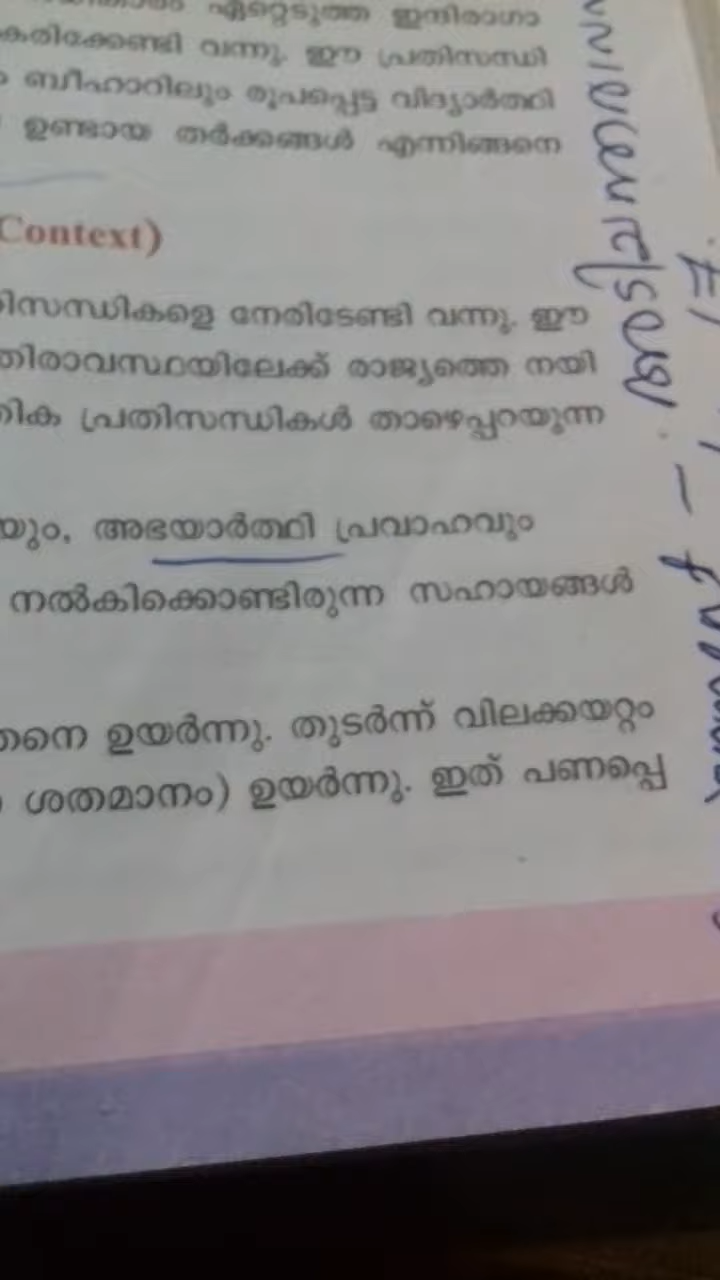 ഏറ്റെടുത്ത ഇന്ദിരാഗാ
കരിക്കേണ്ടി വന്നു. ഈ പ്രതിസന്ധി
ബീഹാറിലും രൂപപ്പെട്ട വിദ്യാർത്ഥി
ഉണ്ടായ തർക്കങ്ങൾ എന്നിങ്ങനെ
Context)
ിസന്ധികളെ നേരിടേണ്ടി വന്നു. ഈ
തിരാവസ്ഥയിലേക്ക് രാജ്യത്തെ നയി
ിക പ്രതിസന്ധികൾ താഴെപ്പറയുന്ന
യും, അഭയാർത്ഥി പ്രവാഹവും
നൽകിക്കൊണ്ടിരുന്ന സഹായങ്ങൾ
തനെ ഉയർന്നു. തുടർന്ന് വിലക്കയറ്റം
ശതമാനം) ഉയർന്നു. ഇത് പണപ്പെ